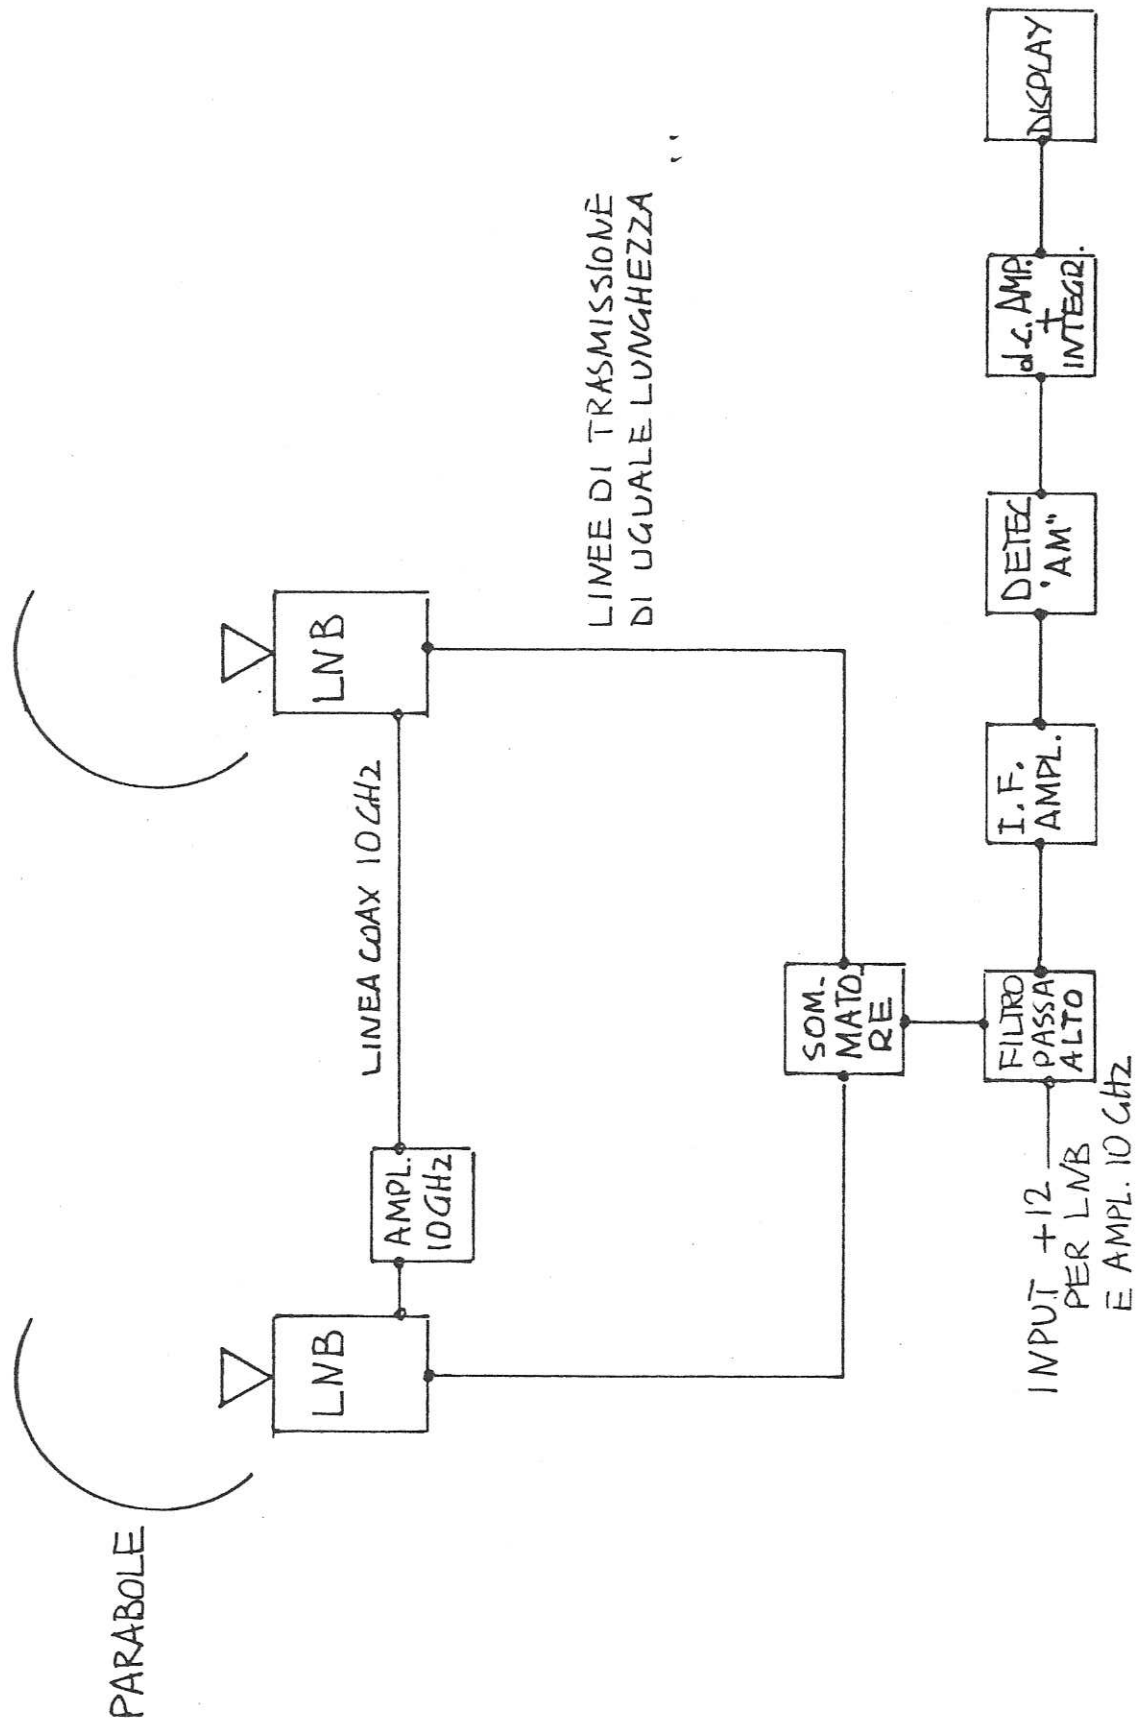 PARABOLE
LNB
LNB
AMPL.
10GHz
LINEA COAX 10GHz
LINEE DI TRASMISSIONE
DI UGUALE LUNGHEZZA
SOM-
MATO-
RE
FILTRO
PASSA
ALTO
I.F.
AMPL.
DETEC
"AM"
d.c. AMP.
+
INTEGR.
DISPLAY
INPUT +12
PER LNB
E AMPL. 10 GHz